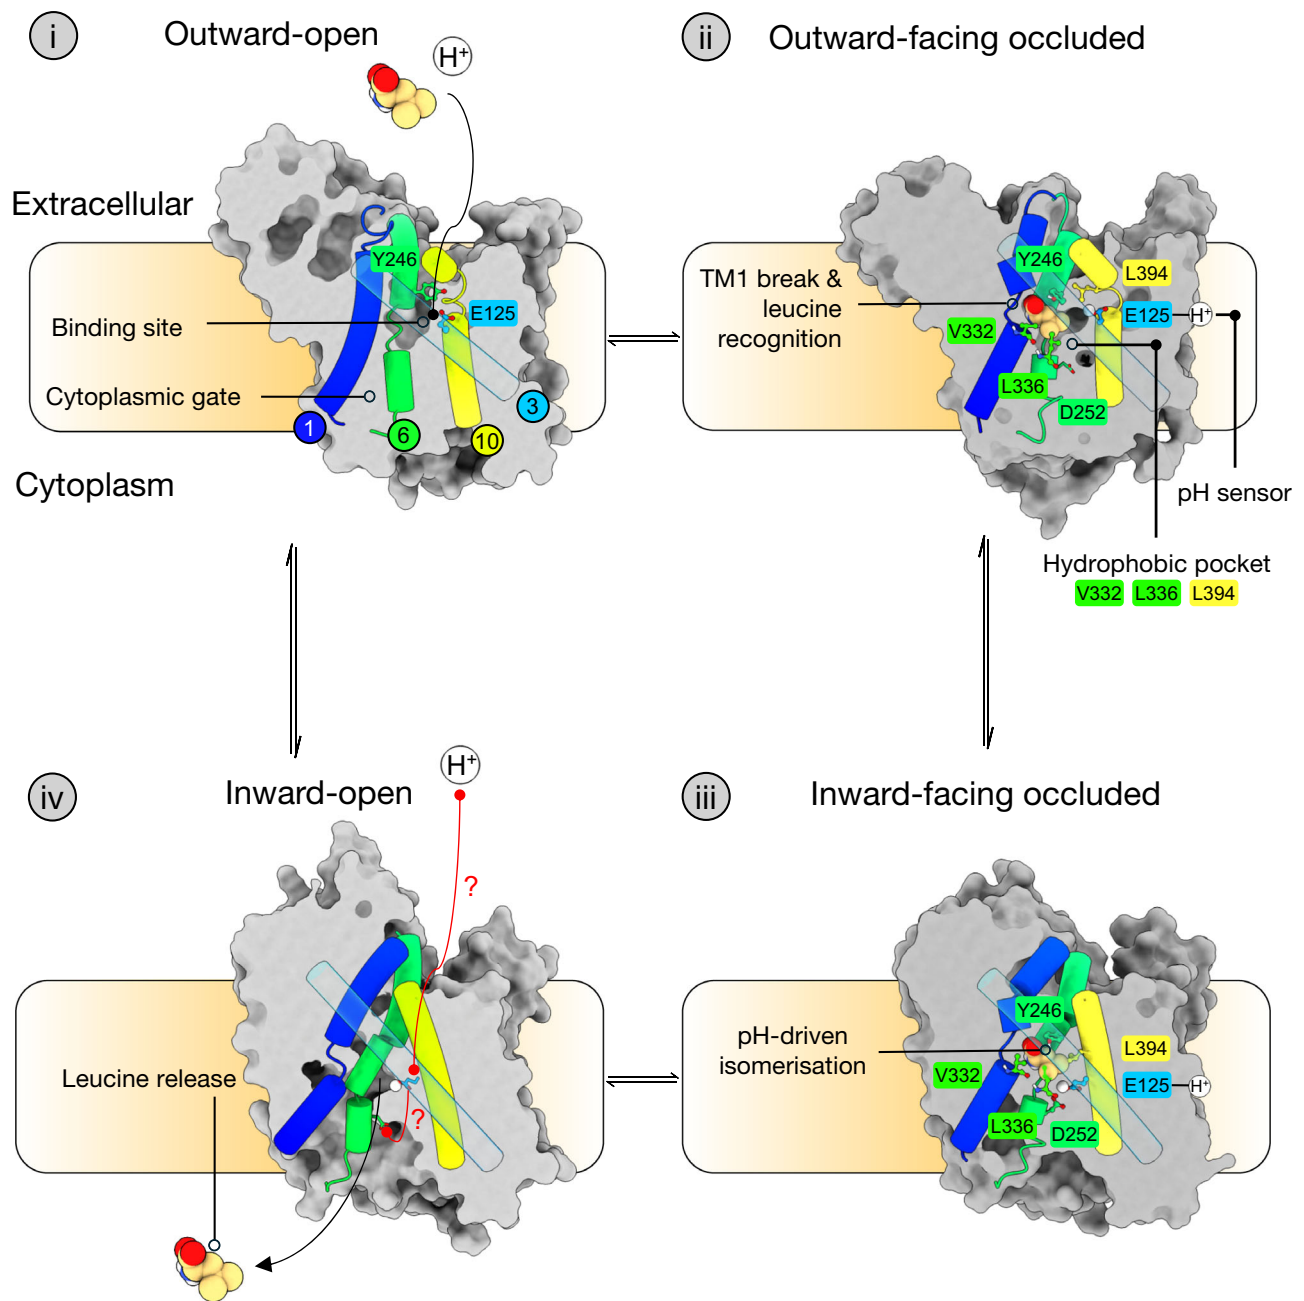 i
Outward-open
H+
Extracellular
Y246
E125
Binding site
Cytoplasmic gate
1
6
10
3
Cytoplasm
ii
Outward-facing occluded
Y246
L394
TM1 break &
leucine
recognition
E125
H+
V332
L336
D252
pH sensor
Hydrophobic pocket
V332 L336 L394
iv
Inward-open
H+
?
Leucine release
?
iii
Inward-facing occluded
Y246
pH-driven
isomerisation
L394
V332
E125
H+
L336
D252